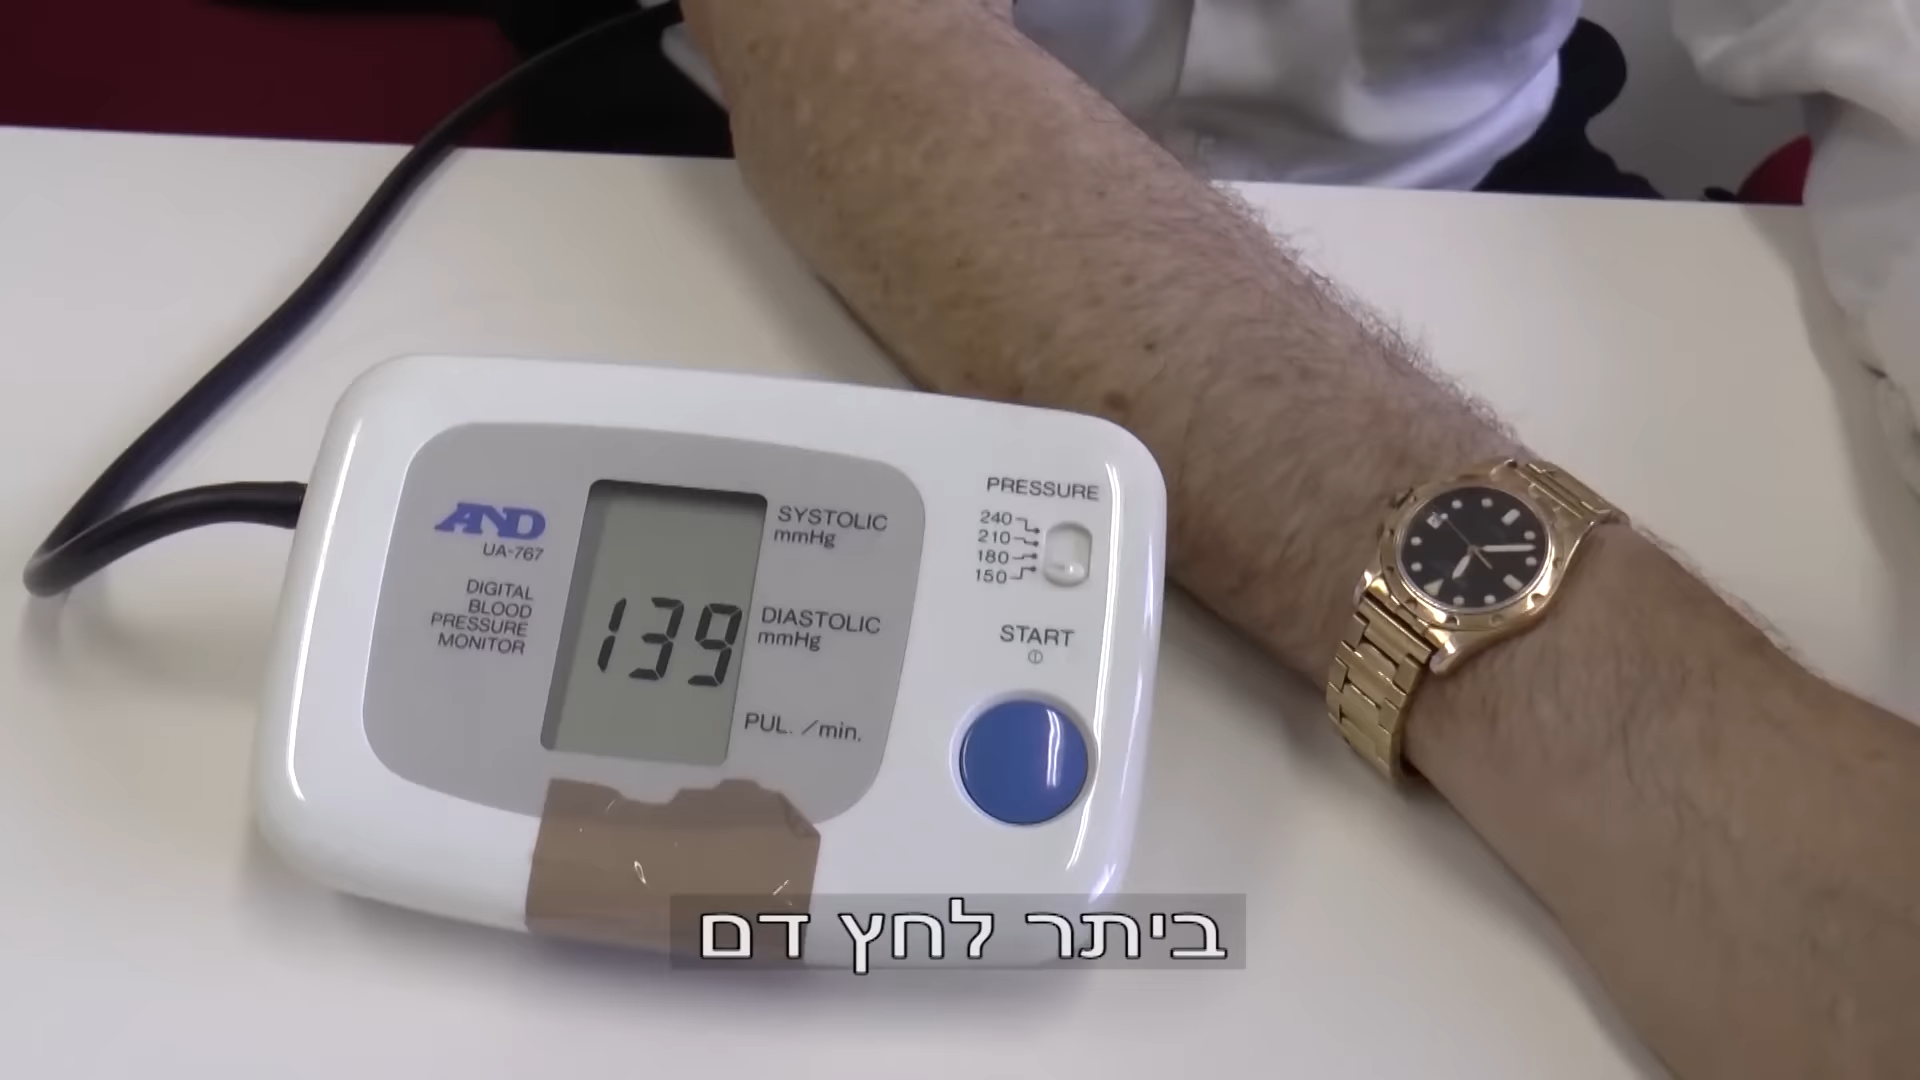 AND
UA-767
DIGITAL
BLOOD
PRESSURE
MONITOR
139
SYSTOLIC
mmHg
DIASTOLIC
mmHg
PUL. /min.
PRESSURE
240
210
180
150
START
ביתר לחץ דם